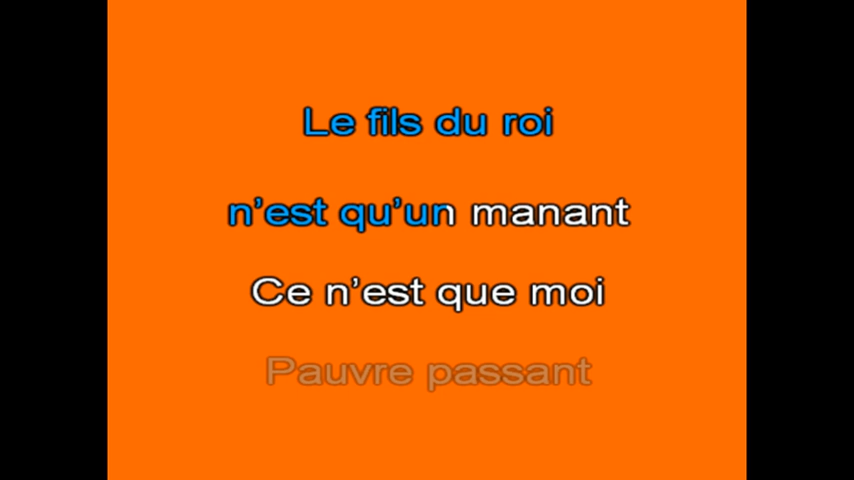 Le fils du roi
n’est qu’un manant
Ce n’est que moi
Pauvre passant